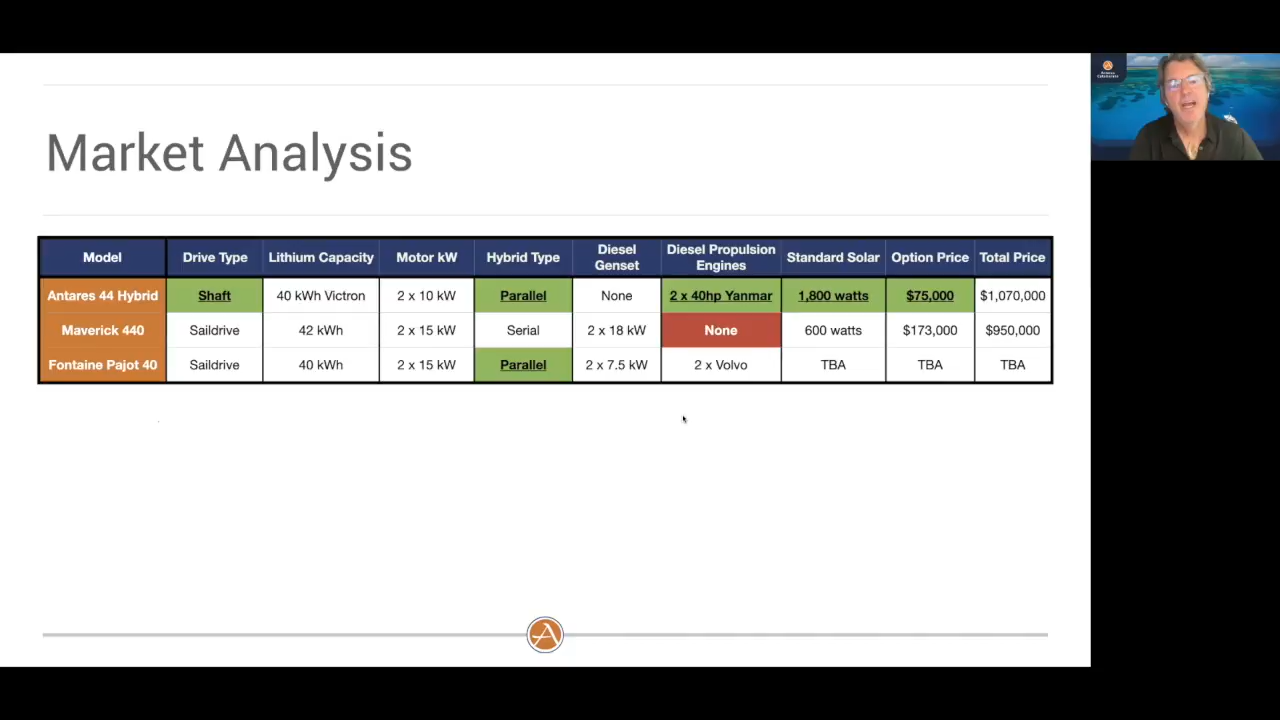 Market Analysis
Model Drive Type Lithium Capacity Motor kW Hybrid Type Diesel Genset Diesel Propulsion Engines Standard Solar Option Price Total Price
Antares 44 Hybrid Shaft 40 kWh Victron 2 x 10 kW Parallel None 2 x 40hp Yanmar 1,800 watts $75,000 $1,070,000
Maverick 440 Saildrive 42 kWh 2 x 15 kW Serial 2 x 18 kW None 600 watts $173,000 $950,000
Fontaine Pajot 40 Saildrive 40 kWh 2 x 15 kW Parallel 2 x 7.5 kW 2 x Volvo TBA TBA TBA